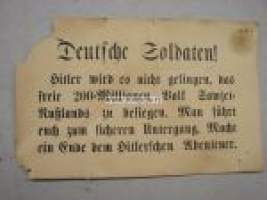 Deutsche Soldaten!
Hitler wird es nicht gelingen, das
freie 200-Millionen Volk Sowjet-
Rußlands zu besiegen. Man führt
euch zum sicheren Untergang. Macht
ein Ende dem Hitlerschen Abenteuer.